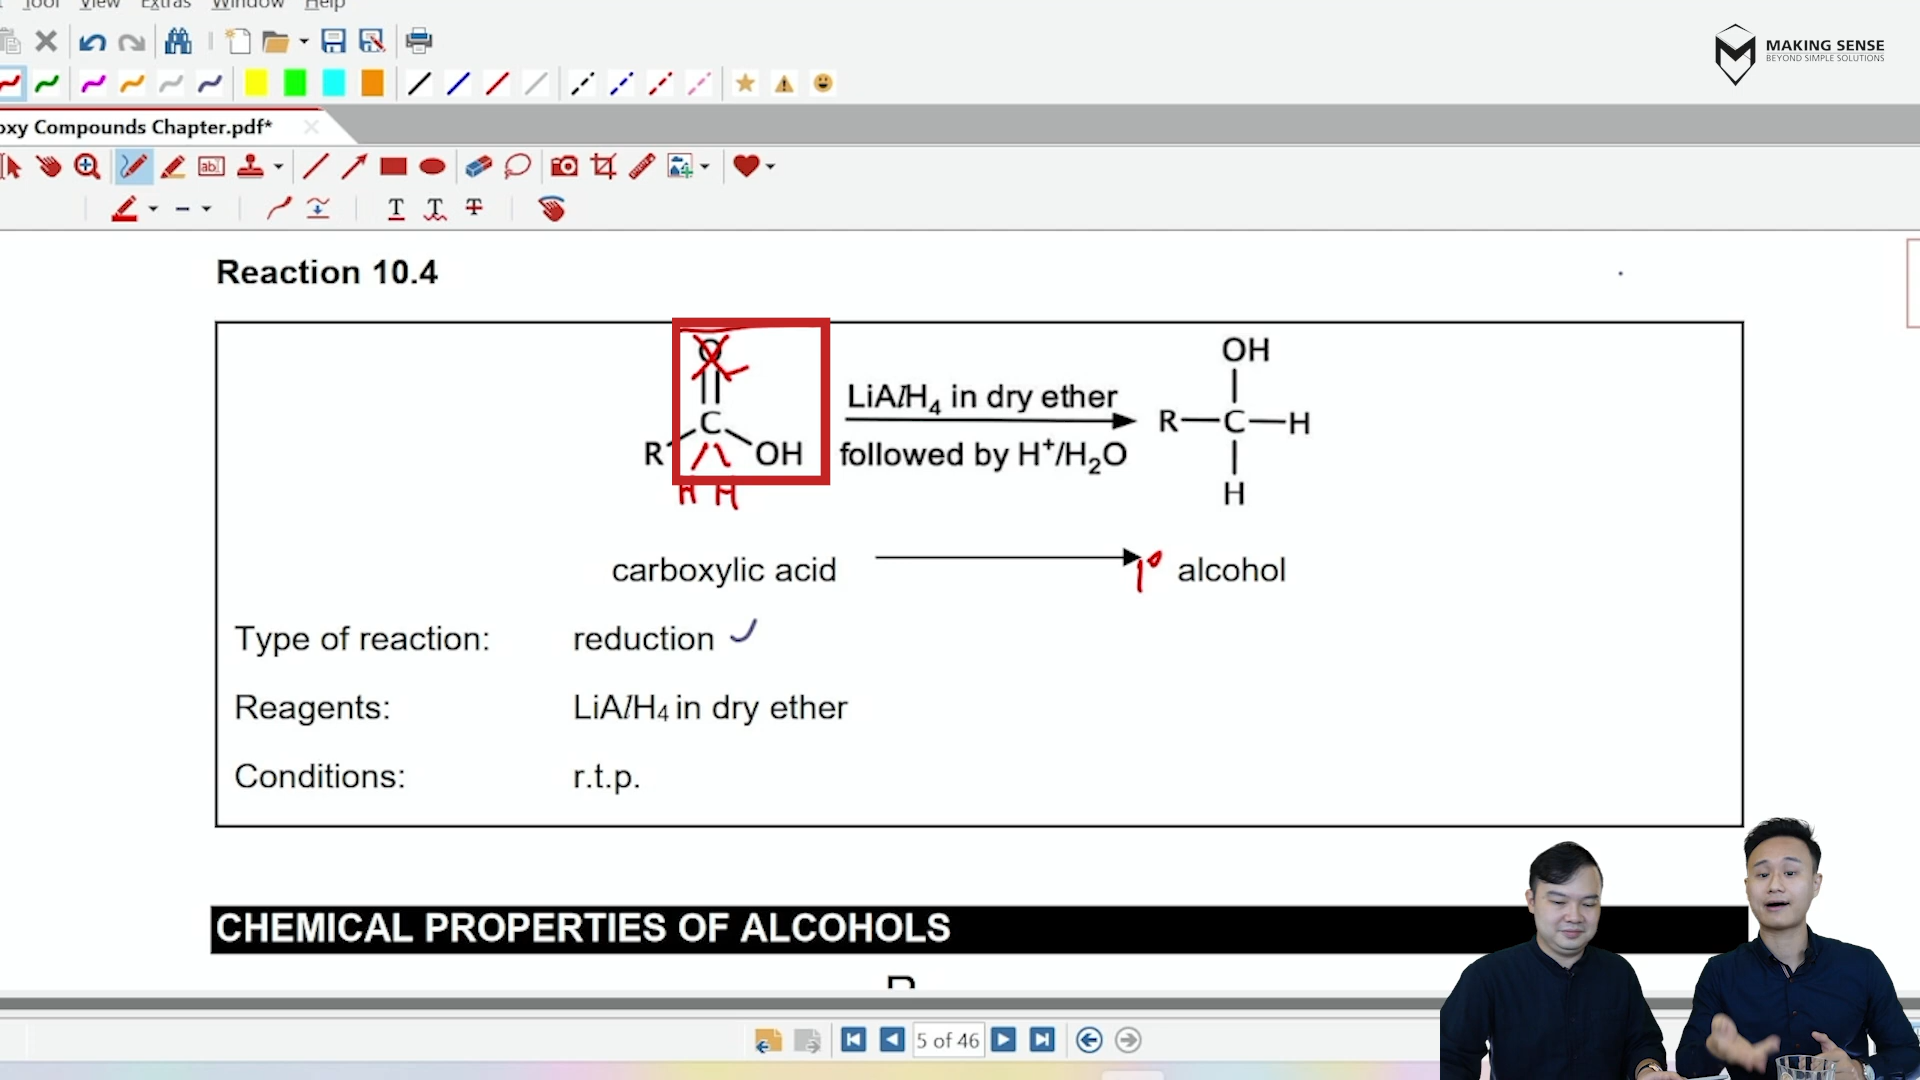 Tool View Extras Window Help
MAKING SENSE
BEYOND SIMPLE SOLUTIONS
oxy Compounds Chapter.pdf*
Reaction 10.4
O
C
R OH
H H
LiAlH4 in dry ether
followed by H+/H2O
OH
R C H
H
carboxylic acid 1° alcohol
Type of reaction: reduction
Reagents: LiAlH4 in dry ether
Conditions: r.t.p.
CHEMICAL PROPERTIES OF ALCOHOLS
5 of 46